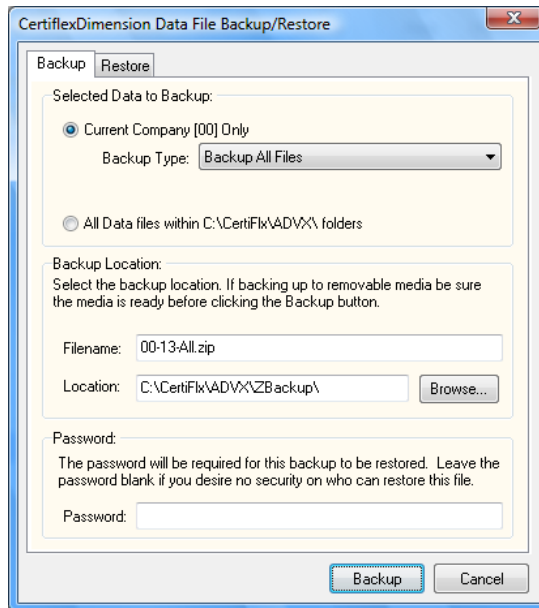 CertiflexDimension Data File Backup/Restore
Backup
Restore
Selected Data to Backup:
Current Company [00] Only
Backup Type: Backup All Files
All Data files within C:\CertiFlx\ADVX\ folders
Backup Location:
Select the backup location. If backing up to removable media be sure
the media is ready before clicking the Backup button.
Filename: 00-13-All.zip
Location: C:\CertiFlx\ADVX\ZBackup\ Browse...
Password:
The password will be required for this backup to be restored. Leave the
password blank if you desire no security on who can restore this file.
Password:
Backup Cancel